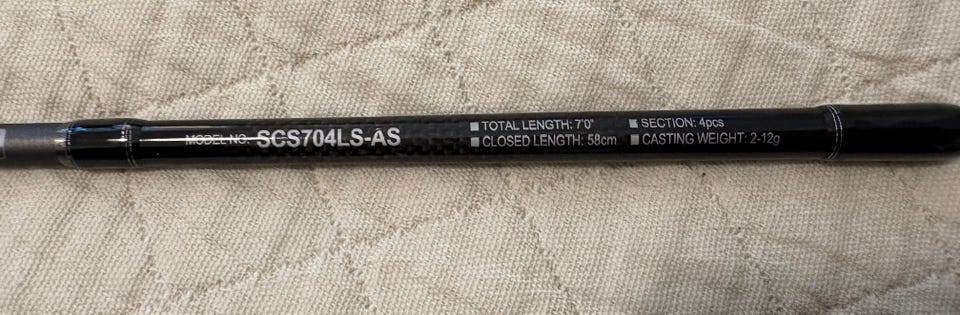 MODEL NO. SCS704LS-AS
TOTAL LENGTH: 7'0"
CLOSED LENGTH: 58cm
SECTION: 4pcs
CASTING WEIGHT: 2-12g